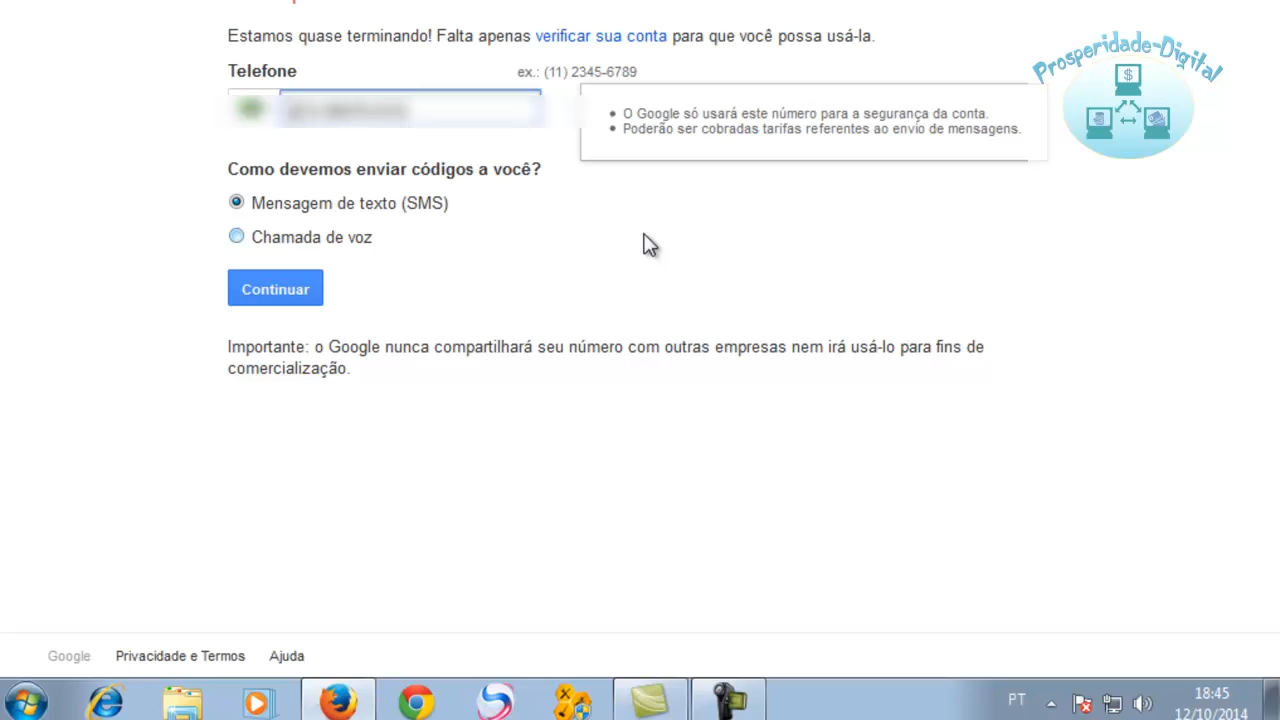 Estamos quase terminando! Falta apenas verificar sua conta para que você possa usá-la.
Telefone
ex.: (11) 2345-6789
O Google só usará este número para a segurança da conta.
Poderão ser cobradas tarifas referentes ao envio de mensagens.
Prosperidade-Digital
$
Como devemos enviar códigos a você?
Mensagem de texto (SMS)
Chamada de voz
Continuar
Importante: o Google nunca compartilhará seu número com outras empresas nem irá usá-lo para fins de
comercialização.
Google
Privacidade e Termos
Ajuda
PT
18:45
12/10/2014